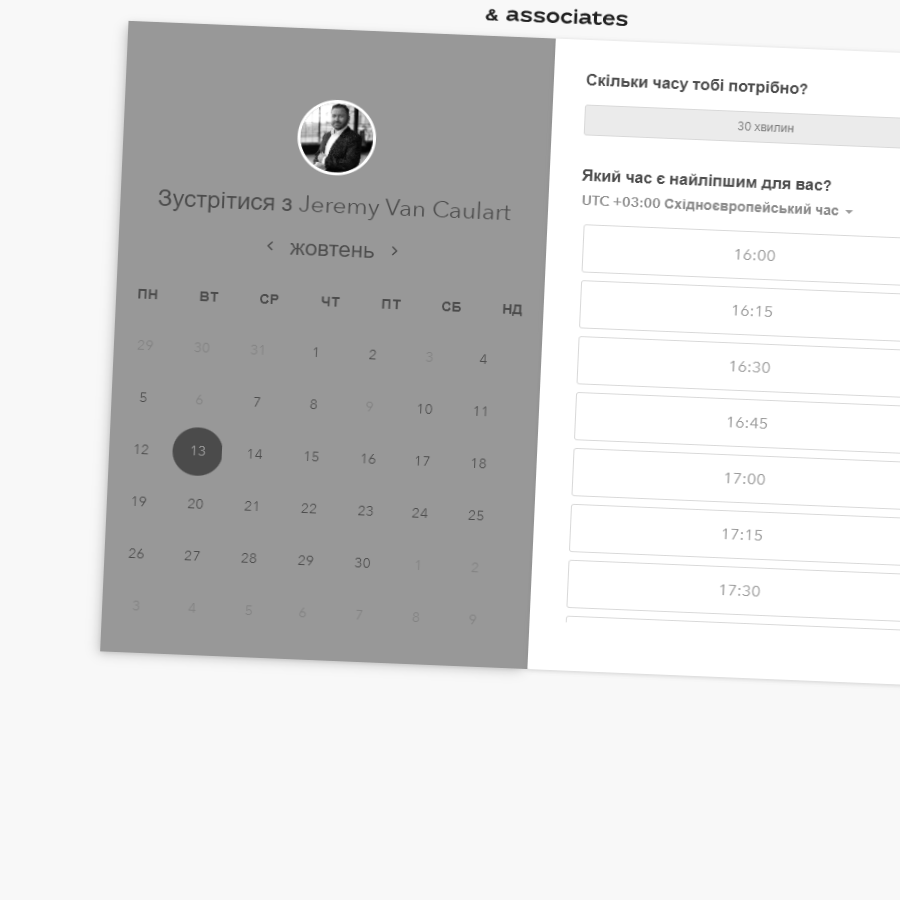 & associates
Зустрітися з Jeremy Van Caulart
жовтень
ПН ВТ СР ЧТ ПТ СБ НД
29 30 31 1 2 3 4
5 6 7 8 9 10 11
12 13 14 15 16 17 18
19 20 21 22 23 24 25
26 27 28 29 30 1 2
3 4 5 6 7 8 9
Скільки часу тобі потрібно?
30 хвилин
Який час є найліпшим для вас?
UTC +03:00 Східноєвропейський час
16:00
16:15
16:30
16:45
17:00
17:15
17:30